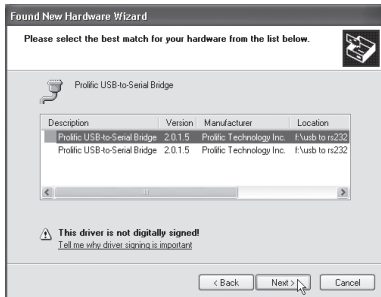 Found New Hardware Wizard
Please select the best match for your hardware from the list below.
Prolific USB-to-Serial Bridge
Description Version Manufacturer Location
Prolific USB-to-Serial Bridge 2.0.1.5 Prolific Technology Inc. f:\usb to rs232
Prolific USB-to-Serial Bridge 2.0.1.5 Prolific Technology Inc. f:\usb to rs232
This driver is not digitally signed!
Tell me why driver signing is important
< Back Next > Cancel